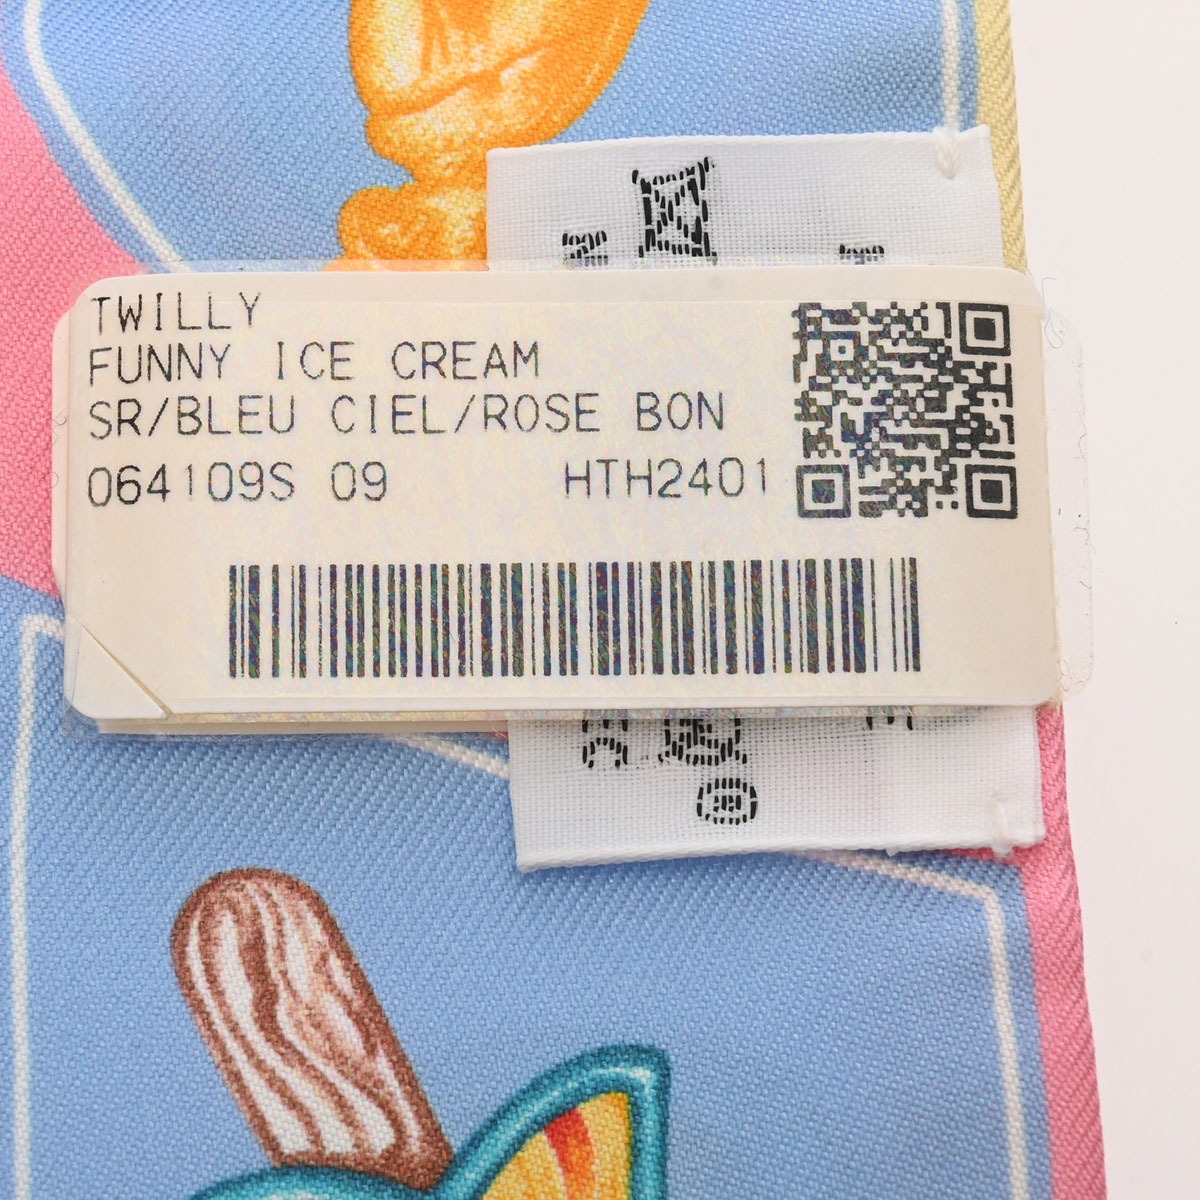 TWILLY
FUNNY ICE CREAM
SR/BLEU CIEL/ROSE BON
064109S 09 HTH2401